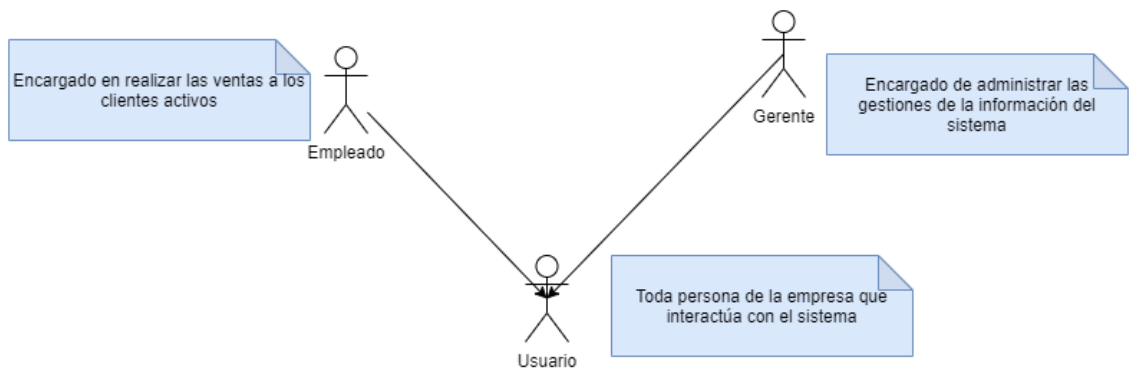 Encargado en realizar las ventas a los
clientes activos
Empleado
Gerente
Encargado de administrar las
gestiones de la información del
sistema
Toda persona de la empresa que
interactúa con el sistema
Usuario